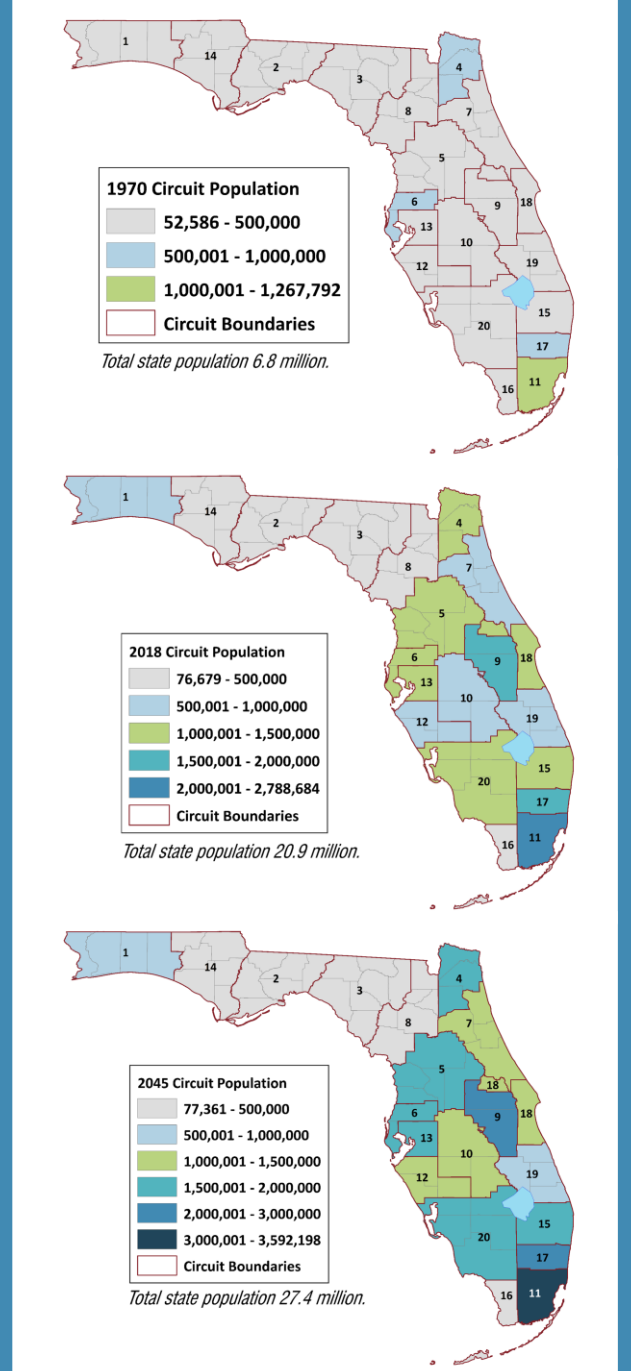 1
14
2
3
4
8
7
5
1970 Circuit Population
52,586 - 500,000
500,001 - 1,000,000
1,000,001 - 1,267,792
Circuit Boundaries
Total state population 6.8 million.
6
9
18
13
10
12
19
15
20
17
16
11
1
14
2
3
4
8
7
5
2018 Circuit Population
76,679 - 500,000
500,001 - 1,000,000
1,000,001 - 1,500,000
1,500,001 - 2,000,000
2,000,001 - 2,788,684
Circuit Boundaries
Total state population 20.9 million.
6
9
18
13
10
12
19
15
20
17
16
11
1
14
2
3
4
8
7
5
2045 Circuit Population
77,361 - 500,000
500,001 - 1,000,000
1,000,001 - 1,500,000
1,500,001 - 2,000,000
2,000,001 - 3,000,000
3,000,001 - 3,592,198
Circuit Boundaries
Total state population 27.4 million.
18
6
9
18
13
10
12
19
15
20
17
16
11